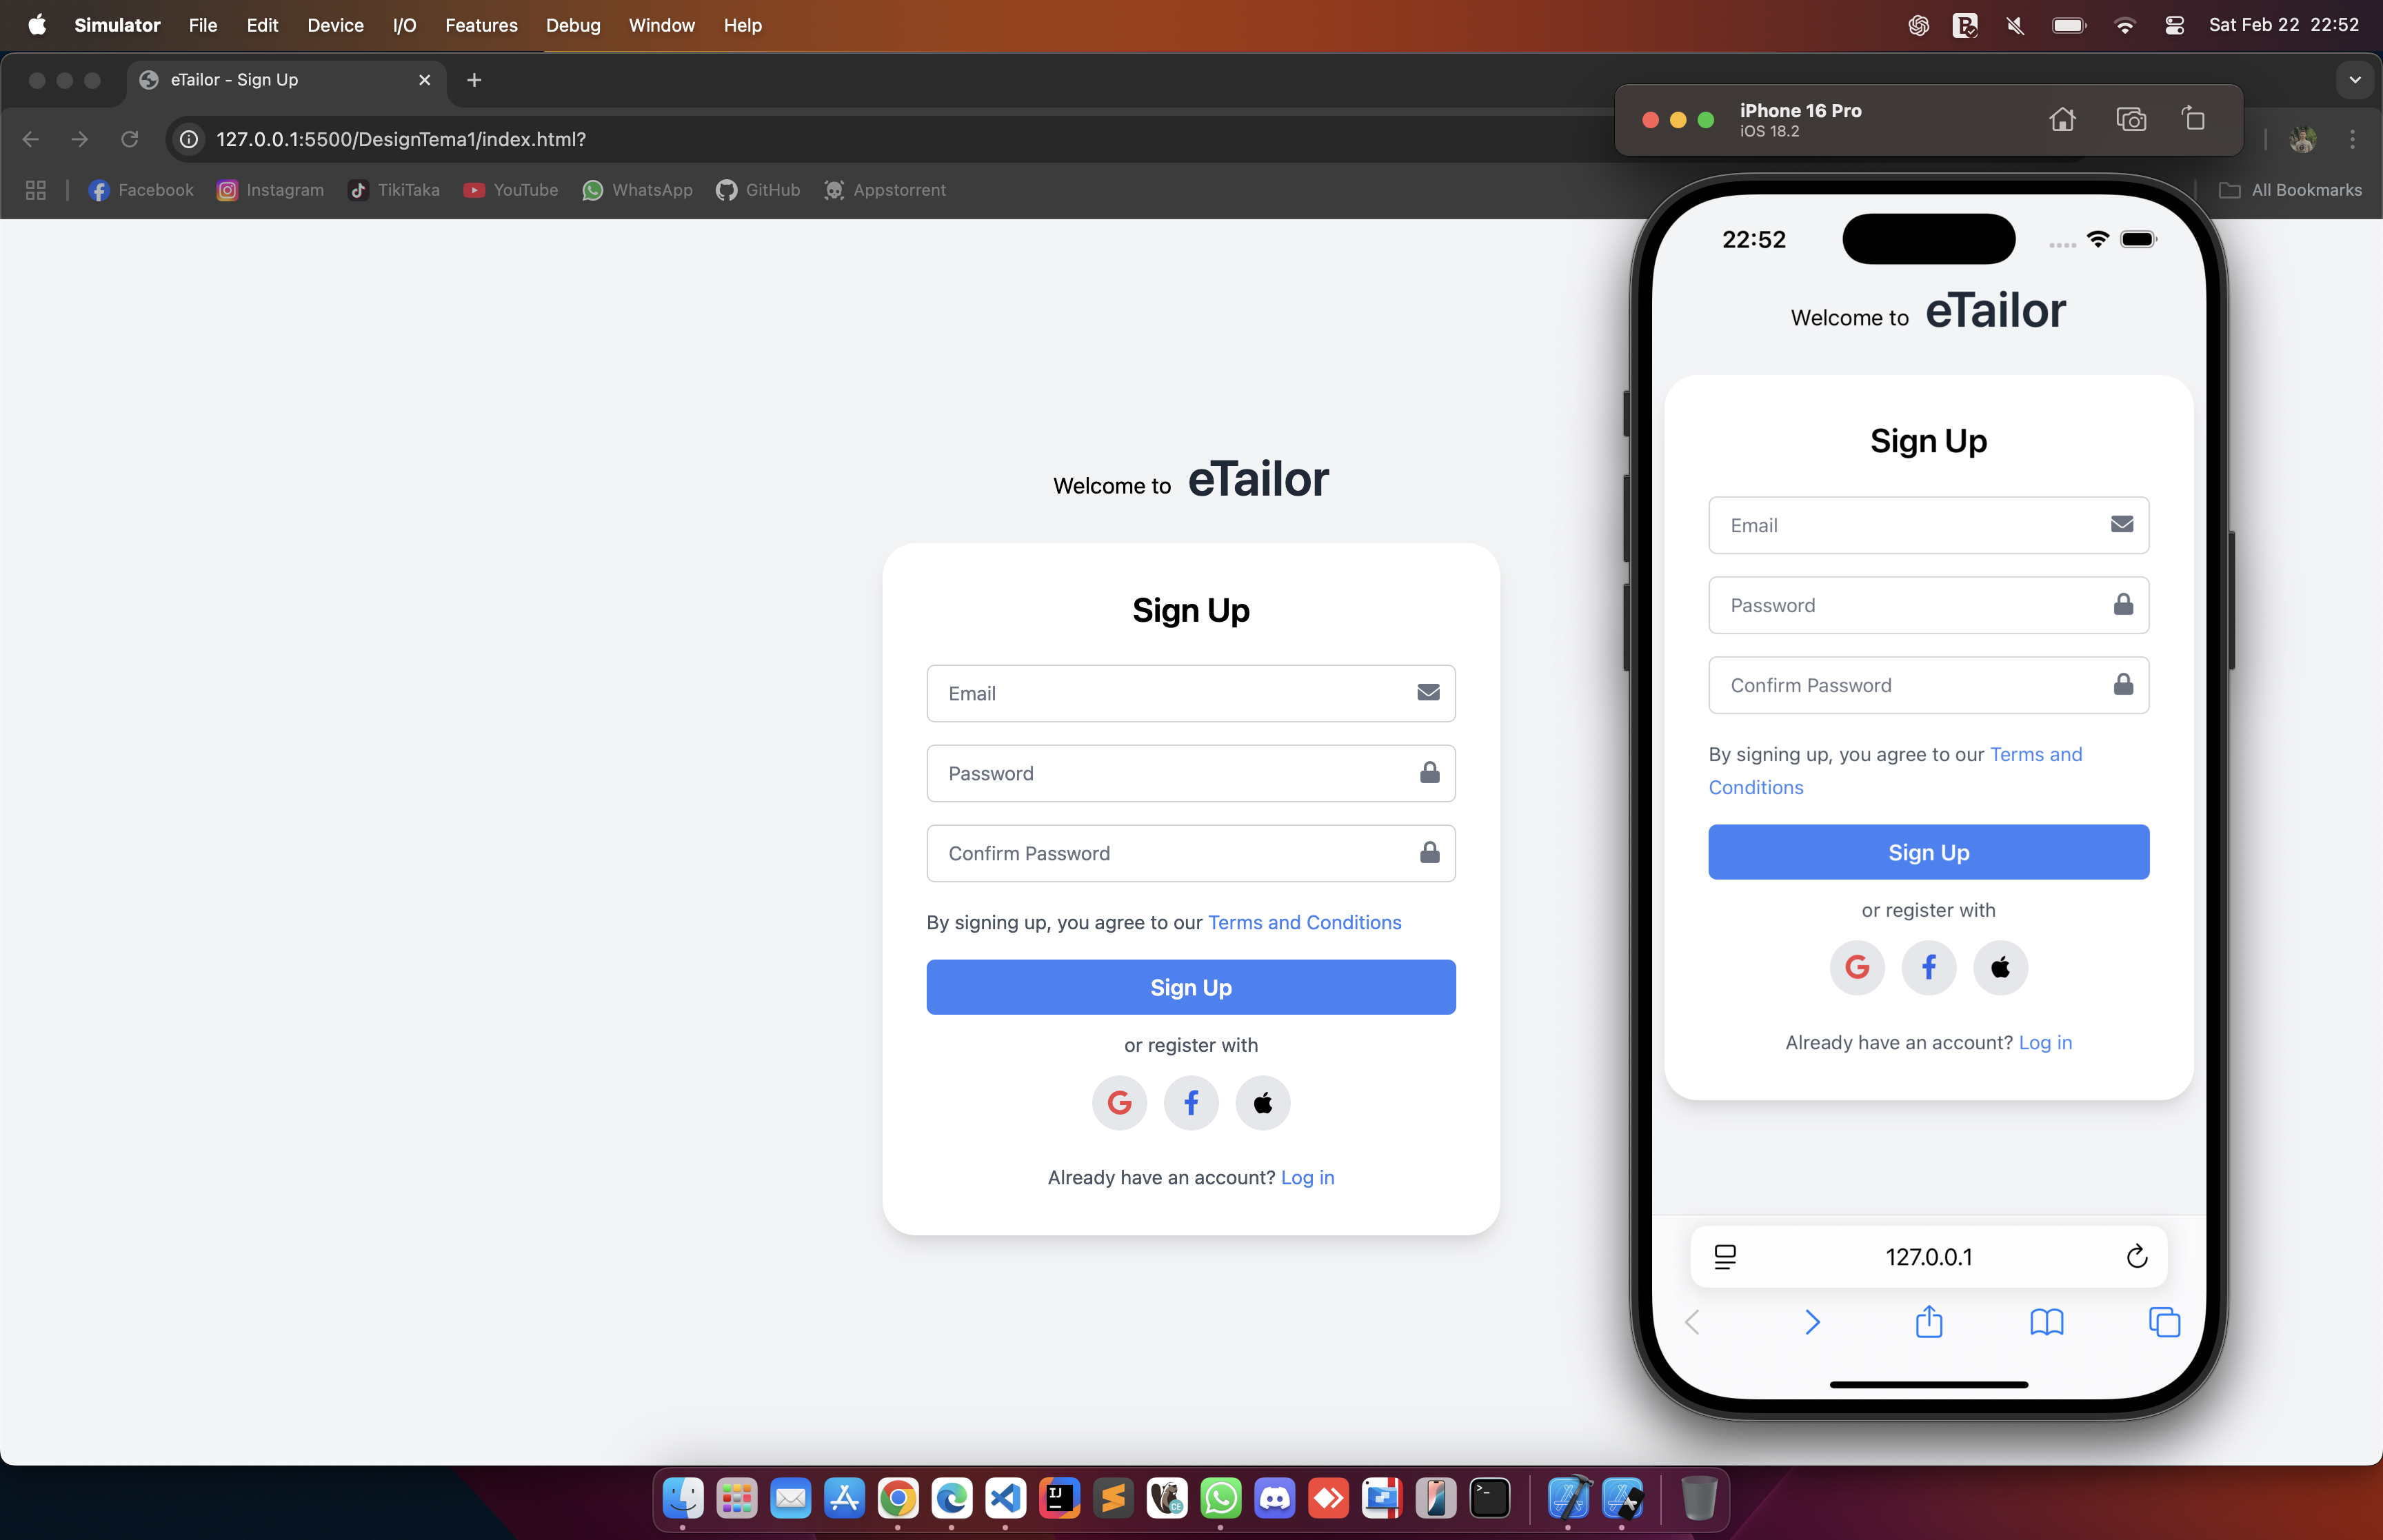 Simulator File Edit Device I/O Features Debug Window Help
Sat Feb 22 22:52
eTailor - Sign Up
127.0.0.1:5500/DesignTema1/index.html?
Facebook Instagram TikiTaka YouTube WhatsApp GitHub Appstorrent
All Bookmarks
Welcome to eTailor
Sign Up
Email
Password
Confirm Password
By signing up, you agree to our Terms and Conditions
Sign Up
or register with
Already have an account? Log in
iPhone 16 Pro
iOS 18.2
22:52
Welcome to eTailor
Sign Up
Email
Password
Confirm Password
By signing up, you agree to our Terms and
Conditions
Sign Up
or register with
Already have an account? Log in
127.0.0.1
IJ
CE